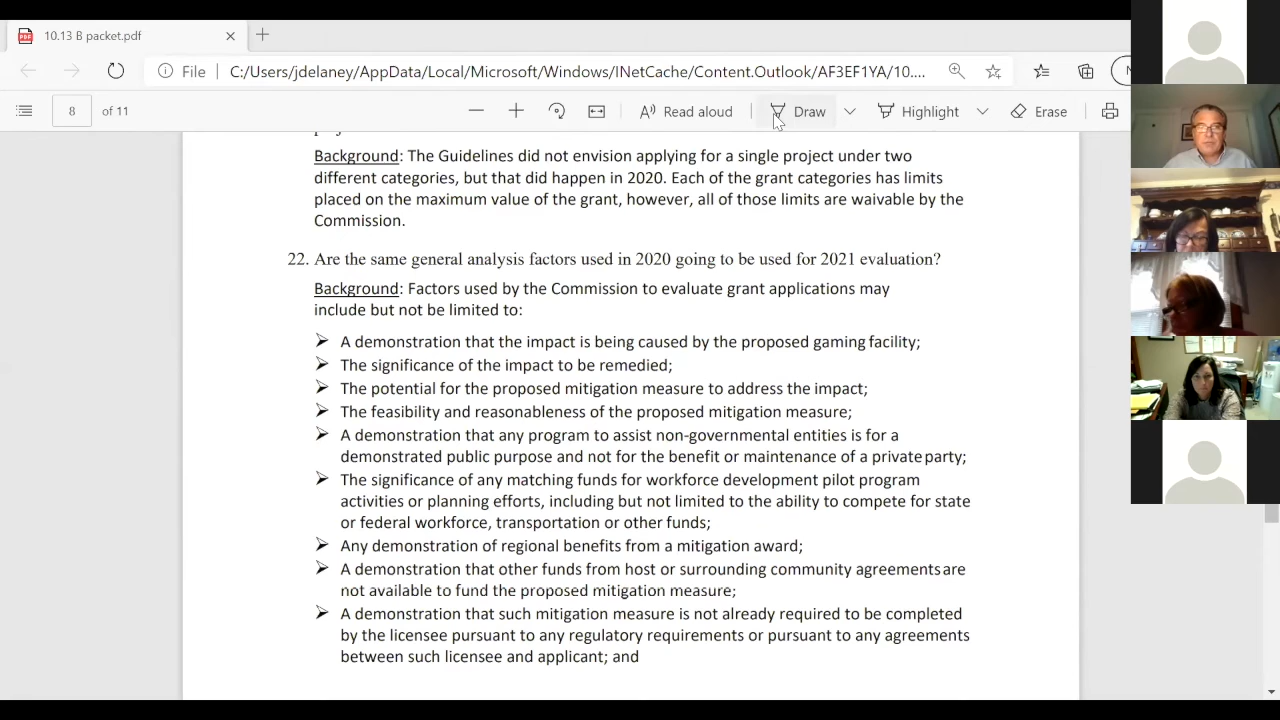 10.13 B packet.pdf
File C:/Users/jdelaney/AppData/Local/Microsoft/Windows/INetCache/Content.Outlook/AF3EF1YA/10....
8 of 11 Read aloud Draw Highlight Erase
Background: The Guidelines did not envision applying for a single project under two
different categories, but that did happen in 2020. Each of the grant categories has limits
placed on the maximum value of the grant, however, all of those limits are waivable by the
Commission.
22. Are the same general analysis factors used in 2020 going to be used for 2021 evaluation?
Background: Factors used by the Commission to evaluate grant applications may
include but not be limited to:
➢ A demonstration that the impact is being caused by the proposed gaming facility;
➢ The significance of the impact to be remedied;
➢ The potential for the proposed mitigation measure to address the impact;
➢ The feasibility and reasonableness of the proposed mitigation measure;
➢ A demonstration that any program to assist non-governmental entities is for a
demonstrated public purpose and not for the benefit or maintenance of a private party;
➢ The significance of any matching funds for workforce development pilot program
activities or planning efforts, including but not limited to the ability to compete for state
or federal workforce, transportation or other funds;
➢ Any demonstration of regional benefits from a mitigation award;
➢ A demonstration that other funds from host or surrounding community agreements are
not available to fund the proposed mitigation measure;
➢ A demonstration that such mitigation measure is not already required to be completed
by the licensee pursuant to any regulatory requirements or pursuant to any agreements
between such licensee and applicant; and